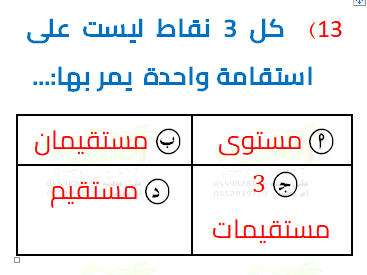 13) كل 3 نقاط ليست على
استقامة واحدة يمر بها:...
أ مستوى
ب مستقيمان
ج 3
مستقيمات
د مستقيم